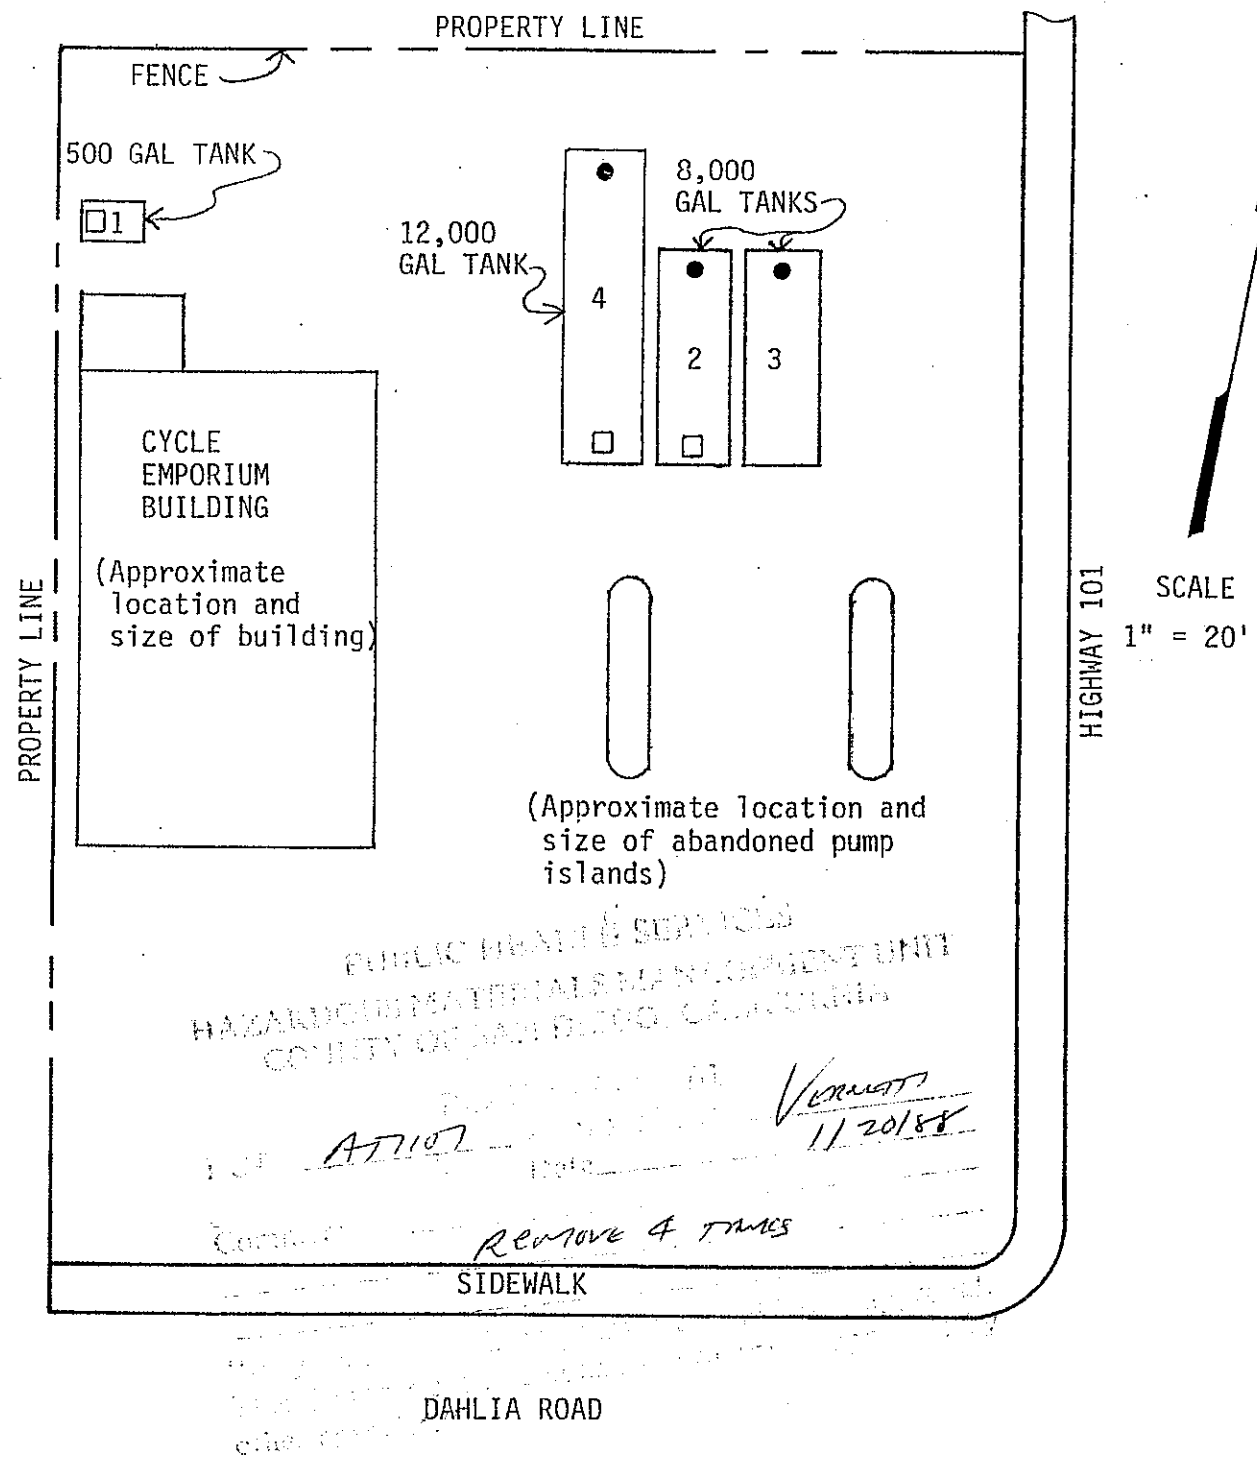 PROPERTY LINE
FENCE
500 GAL TANK
1
8,000
GAL TANKS
12,000
GAL TANK
4
2
3
CYCLE
EMPORIUM
BUILDING
(Approximate
location and
size of building)
PROPERTY LINE
HIGHWAY 101
SCALE
1" = 20'
(Approximate location and
size of abandoned pump
islands)
PUBLIC HEALTH SERVICES
HAZARDOUS MATERIALS MANAGEMENT UNIT
COUNTY OF SAN DIEGO, CALIFORNIA
11/20/88
Date
REMOVE 4 TANKS
SIDEWALK
DAHLIA ROAD